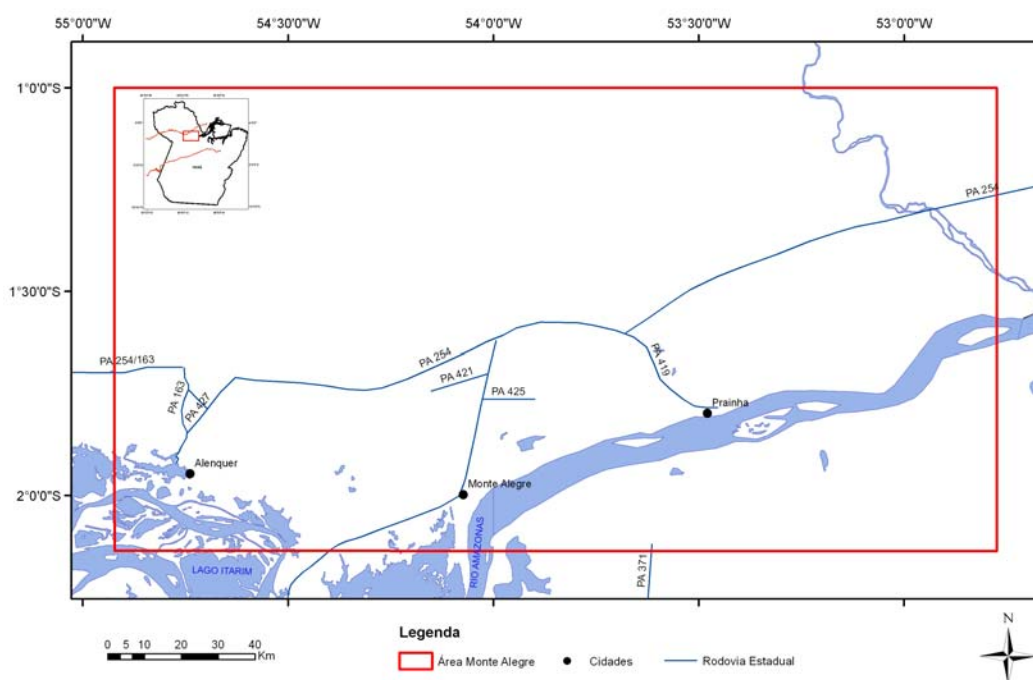 55°0'0"W 54°30'0"W 54°0'0"W 53°30'0"W 53°0'0"W
1°0'0"S
PA 254
1°30'0"S
PA 254/163
PA 254
PA 419
PA 421
PA 163
PA 427
PA 425
Prainha
Alenquer
Monte Alegre
2°0'0"S
RIO AMAZONAS
LAGO ITARIM
PA 371
Legenda
N
0 5 10 20 30 40
Km
Área Monte Alegre
Cidades
Rodovia Estadual